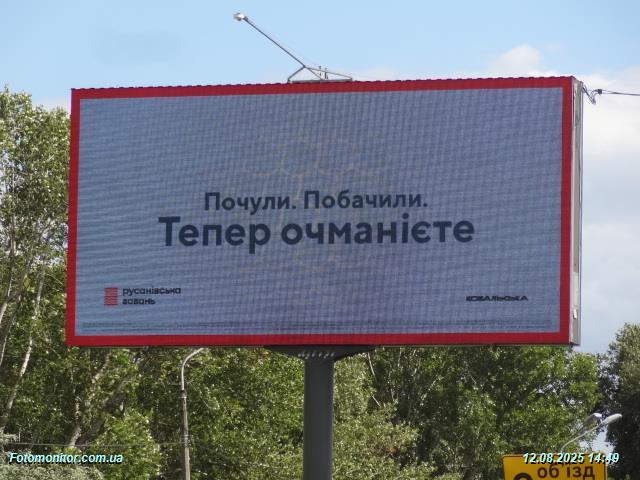 Почули. Побачили.
Тепер очманієте
русанівська
гавань
КОВАЛЬСЬКА
об'їзд
Fotomonitor.com.ua
12.08.2025 14:49